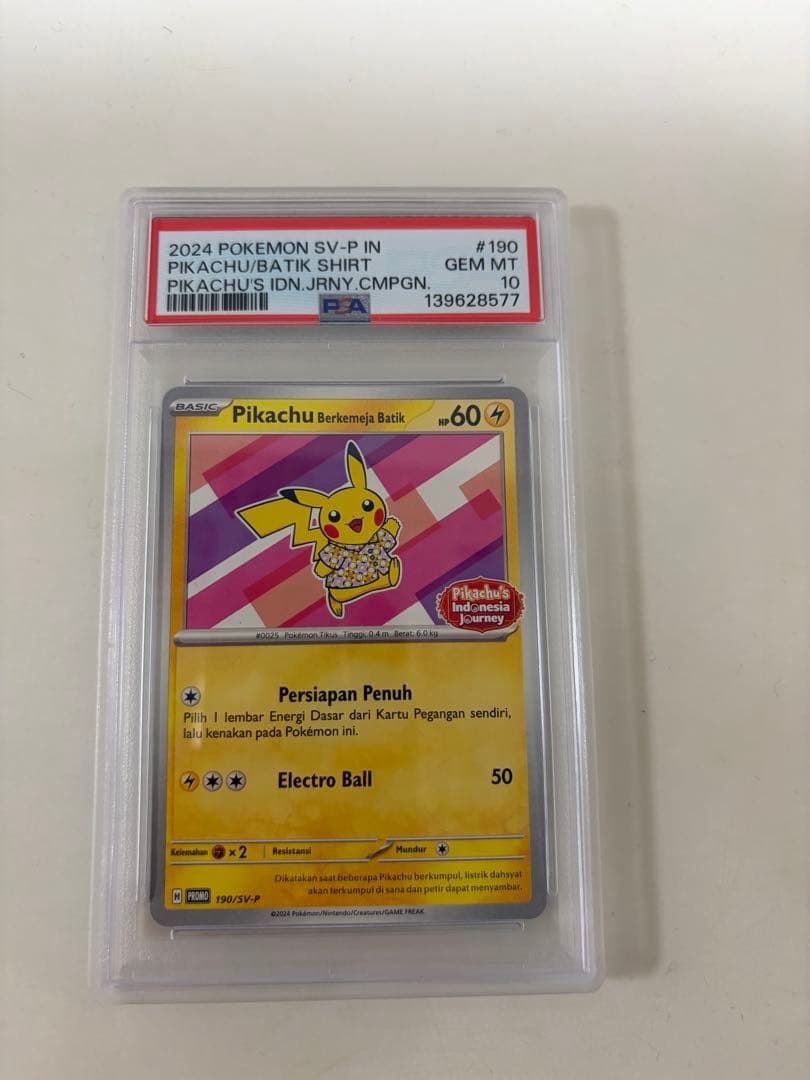 2024 POKEMON SV-P IN #190
PIKACHU/BATIK SHIRT GEM MT
PIKACHU'S IDN.JRNY.CMPGN. 10
PSA 139628577
BASIC Pikachu Berkemeja Batik HP 60
Pikachu's
Indonesia
Journey
#0025 Pokémon Tikus Tinggi: 0.4 m Berat: 6.0 kg
Persiapan Penuh
Pilih 1 lembar Energi Dasar dari Kartu Pegangan sendiri,
lalu kenakan pada Pokémon ini.
Electro Ball 50
Kelemahan ×2 Resistansi Mundur
Dikatakan saat beberapa Pikachu berkumpul, listrik dahsyat
akan terkumpul di sana dan petir dapat menyambar.
H PROMO 190/SV-P
©2024 Pokémon/Nintendo/Creatures/GAME FREAK